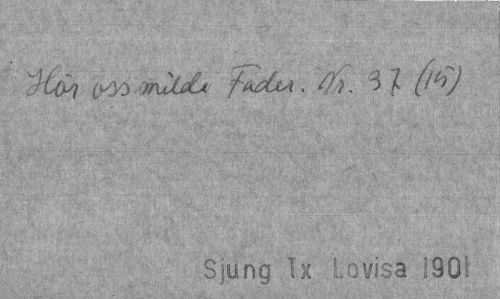 Hör oss milde Fader. Nr. 37 (15)
Sjung Tx Lovisa 1901